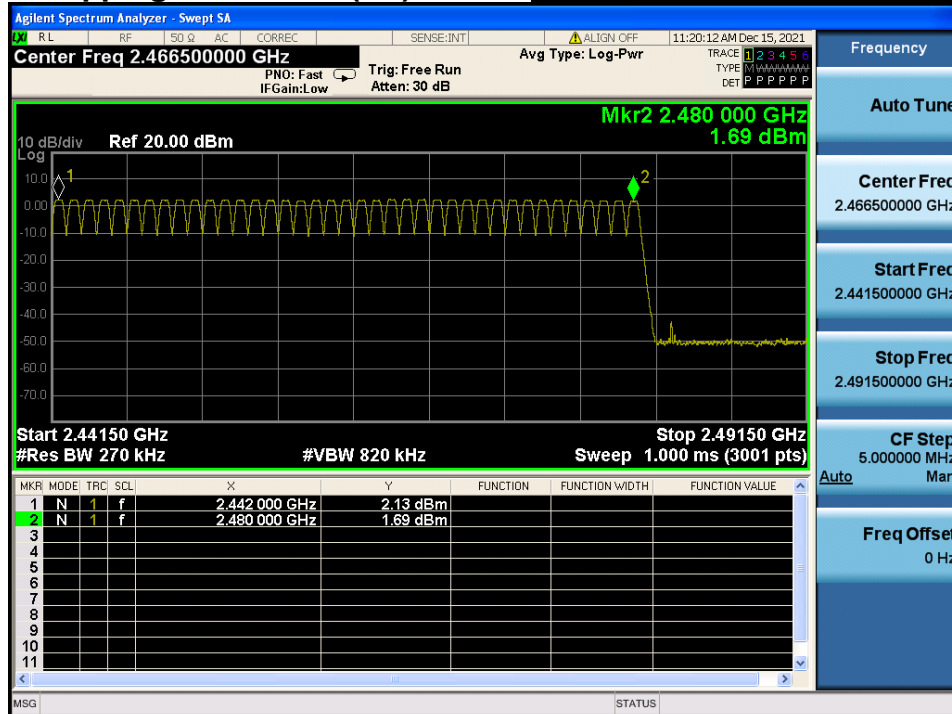 Agilent Spectrum Analyzer - Swept SA
LXI RL RF 50 Ω AC CORREC SENSE:INT ALIGN OFF 11:20:12 AM Dec 15, 2021
Center Freq 2.466500000 GHz
PNO: Fast
IFGain:Low
Trig: Free Run
Atten: 30 dB
Avg Type: Log-Pwr
TRACE 1 2 3 4 5 6
TYPE M WWWWW
DET P P P P P P
Mkr2 2.480 000 GHz
1.69 dBm
10 dB/div Ref 20.00 dBm
Log
10.0
0.00
-10.0
-20.0
-30.0
-40.0
-50.0
-60.0
-70.0
1
2
Start 2.44150 GHz Stop 2.49150 GHz
#Res BW 270 kHz #VBW 820 kHz Sweep 1.000 ms (3001 pts)
MKR MODE TRC SCL X Y FUNCTION FUNCTION WIDTH FUNCTION VALUE
1 N 1 f 2.442 000 GHz 2.13 dBm
2 N 1 f 2.480 000 GHz 1.69 dBm
3
4
5
6
7
8
9
10
11
MSG STATUS
Frequency
Auto Tune
Center Freq
2.466500000 GHz
Start Freq
2.441500000 GHz
Stop Freq
2.491500000 GHz
CF Step
5.000000 MHz
Auto Man
Freq Offset
0 Hz